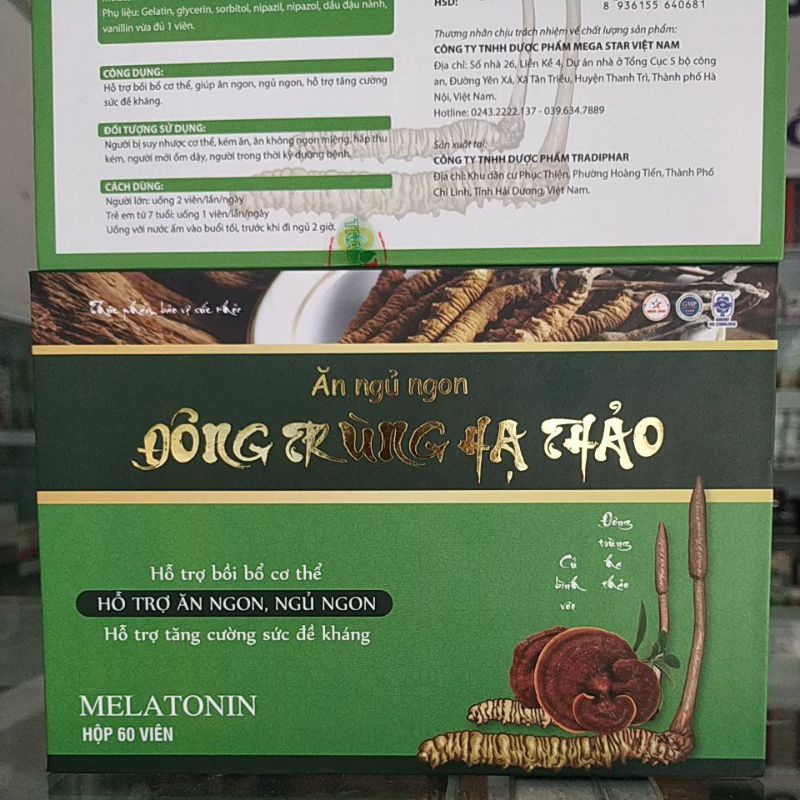 Phụ liệu: Gelatin, glycerin, sorbitol, nipazil, nipazol, dầu đậu nành,
vanillin vừa đủ 1 viên.
CÔNG DỤNG:
Hỗ trợ bồi bổ cơ thể, giúp ăn ngon, ngủ ngon, hỗ trợ tăng cường
sức đề kháng.
ĐỐI TƯỢNG SỬ DỤNG:
Người bị suy nhược cơ thể, kém ăn, ăn không ngon miệng, hấp thu
kém, người mới ốm dậy, người trong thời kỳ dưỡng bệnh.
CÁCH DÙNG:
Người lớn: uống 2 viên/lần/ngày
Trẻ em từ 7 tuổi: uống 1 viên/lần/ngày
Uống với nước ấm vào buổi tối, trước khi đi ngủ 2 giờ.
HSD:
8 936155 640681
Thương nhân chịu trách nhiệm về chất lượng sản phẩm:
CÔNG TY TNHH DƯỢC PHẨM MEGA STAR VIỆT NAM
Địa chỉ: Số nhà 26, Liền Kề 4, Dự án nhà ở Tổng Cục 5 bộ công
an, Đường Yên Xá, Xã Tân Triều, Huyện Thanh Trì, Thành phố Hà
Nội, Việt Nam.
Hotline: 0243.2222.137 - 039.634.7889
Sản xuất tại:
CÔNG TY TNHH DƯỢC PHẨM TRADIPHAR
Địa chỉ: Khu dân cư Phục Thiện, Phường Hoàng Tiến, Thành Phố
Chí Linh, Tỉnh Hải Dương, Việt Nam.
bảo vệ sức khỏe
GMP
Ăn ngủ ngon
ĐÔNG TRÙNG HẠ THẢO
Đông
trùng
hạ
thảo
Hỗ trợ bồi bổ cơ thể
HỖ TRỢ ĂN NGON, NGỦ NGON
Hỗ trợ tăng cường sức đề kháng
MELATONIN
HỘP 60 VIÊN